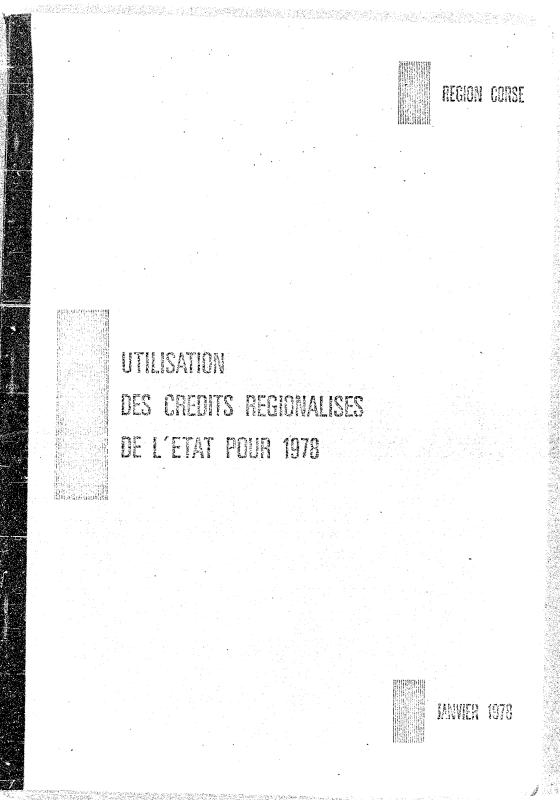 REGION CORSE
UTILISATION
DES CREDITS REGIONALISES
DE L'ETAT POUR 1978
JANVIER 1978